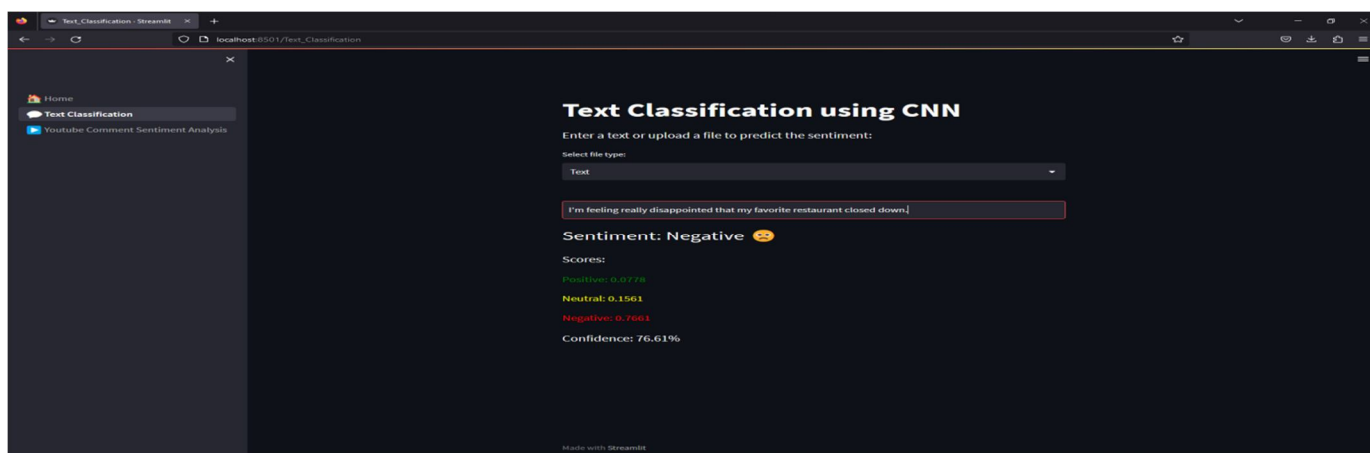 Text_Classification - Streamlit
localhost:8501/Text_Classification
Home
Text Classification
Youtube Comment Sentiment Analysis
Text Classification using CNN
Enter a text or upload a file to predict the sentiment:
Select file type:
Text
I'm feeling really disappointed that my favorite restaurant closed down.
Sentiment: Negative
Scores:
Positive: 0.0778
Neutral: 0.1561
Negative: 0.7661
Confidence: 76.61%
Made with Streamlit